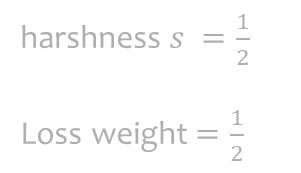 harshness s = 1/2
Loss weight = 1/2